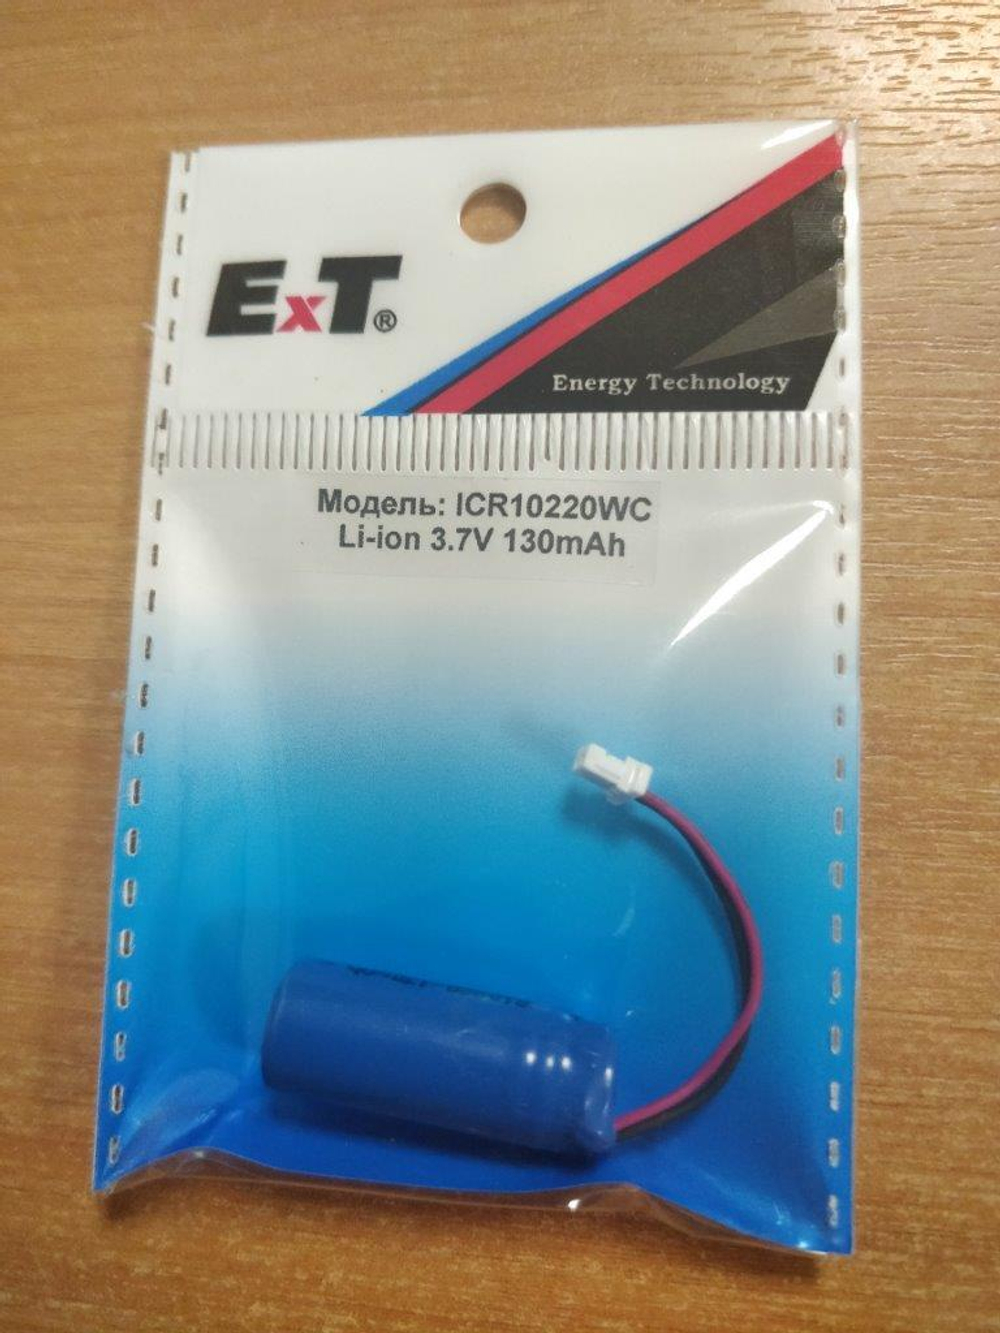 ExT®
Energy Technology
Модель: ICR10220WC
Li-ion 3.7V 130mAh